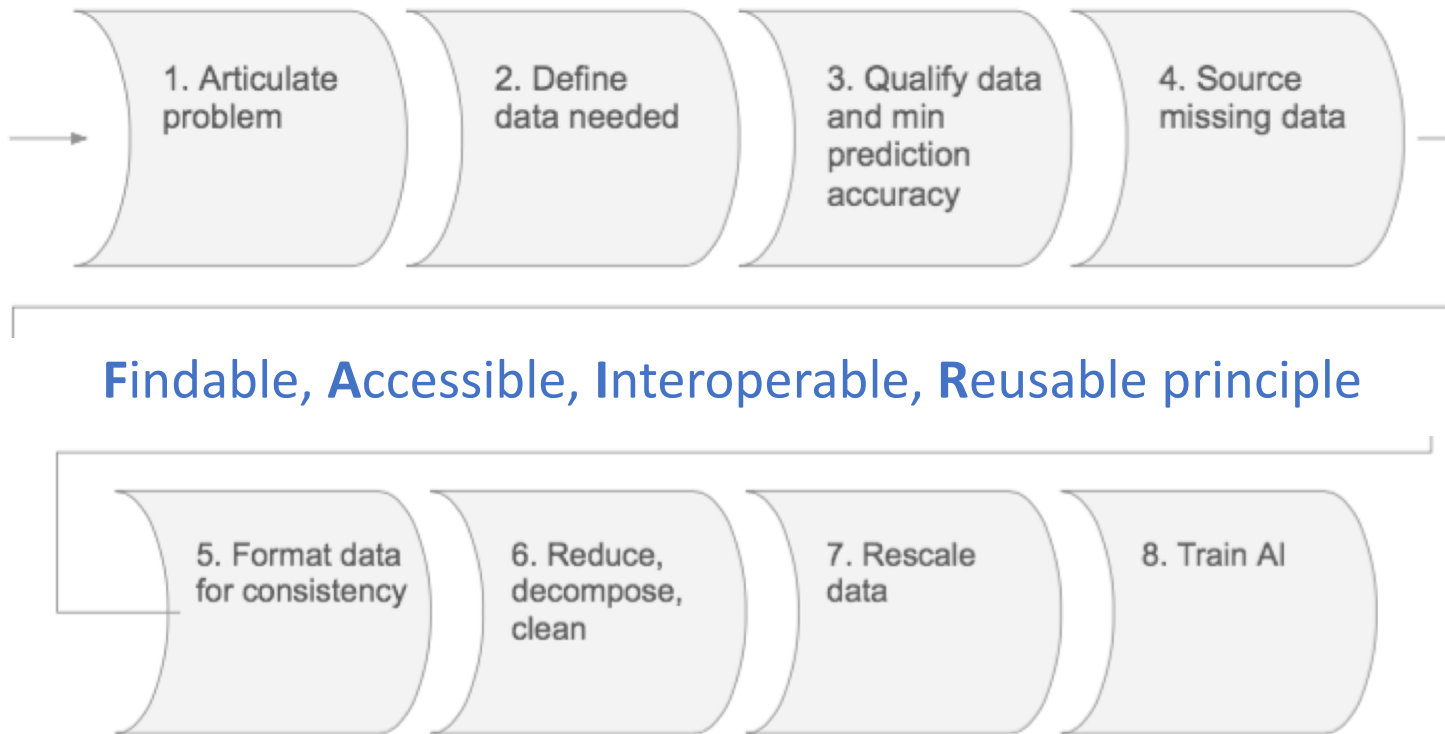 1. Articulate
problem
2. Define
data needed
3. Qualify data
and min
prediction
accuracy
4. Source
missing data
Findable, Accessible, Interoperable, Reusable principle
5. Format data
for consistency
6. Reduce,
decompose,
clean
7. Rescale
data
8. Train AI